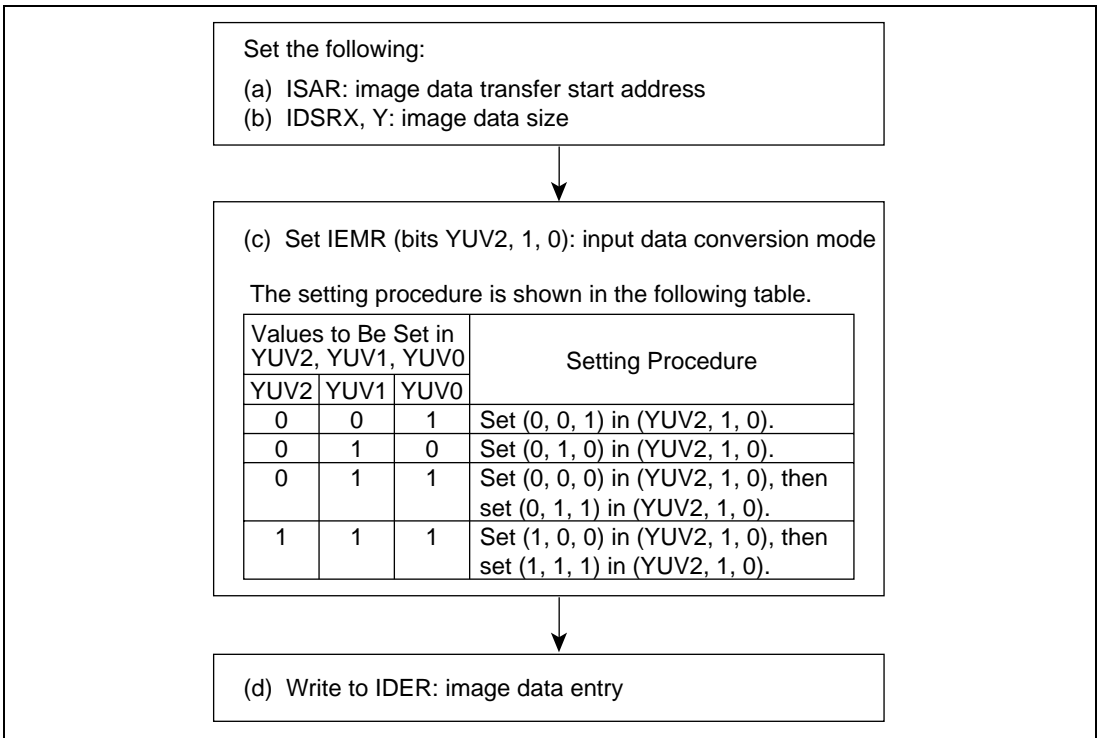 Set the following:
(a) ISAR: image data transfer start address
(b) IDSRX, Y: image data size
(c) Set IEMR (bits YUV2, 1, 0): input data conversion mode
The setting procedure is shown in the following table.
Values to Be Set in
YUV2, YUV1, YUV0
Setting Procedure
YUV2 YUV1 YUV0
0 0 1 Set (0, 0, 1) in (YUV2, 1, 0).
0 1 0 Set (0, 1, 0) in (YUV2, 1, 0).
0 1 1 Set (0, 0, 0) in (YUV2, 1, 0), then
set (0, 1, 1) in (YUV2, 1, 0).
1 1 1 Set (1, 0, 0) in (YUV2, 1, 0), then
set (1, 1, 1) in (YUV2, 1, 0).
(d) Write to IDER: image data entry